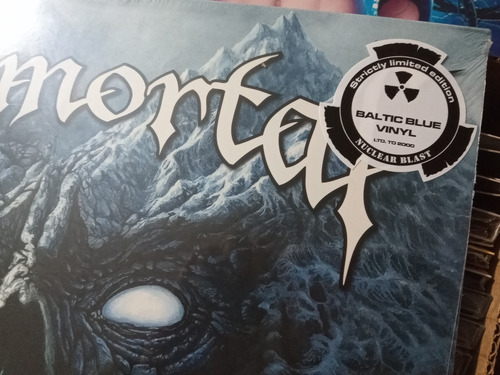 mortal
Strictly limited edition
BALTIC BLUE
VINYL
LTD. TO 2000
NUCLEAR BLAST